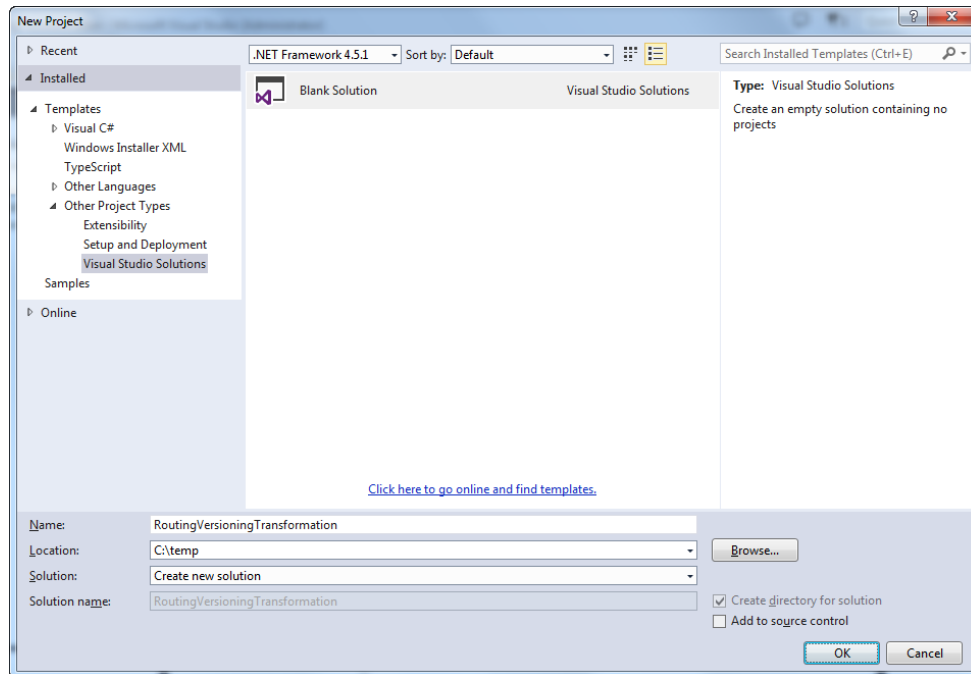 New Project
Recent
.NET Framework 4.5.1
Sort by:
Default
Search Installed Templates (Ctrl+E)
Installed
Templates
Visual C#
Windows Installer XML
TypeScript
Other Languages
Other Project Types
Extensibility
Setup and Deployment
Visual Studio Solutions
Samples
Online
Blank Solution
Visual Studio Solutions
Type: Visual Studio Solutions
Create an empty solution containing no
projects
Click here to go online and find templates.
Name:
RoutingVersioningTransformation
Location:
C:\temp
Browse...
Solution:
Create new solution
Solution name:
RoutingVersioningTransformation
Create directory for solution
Add to source control
OK
Cancel